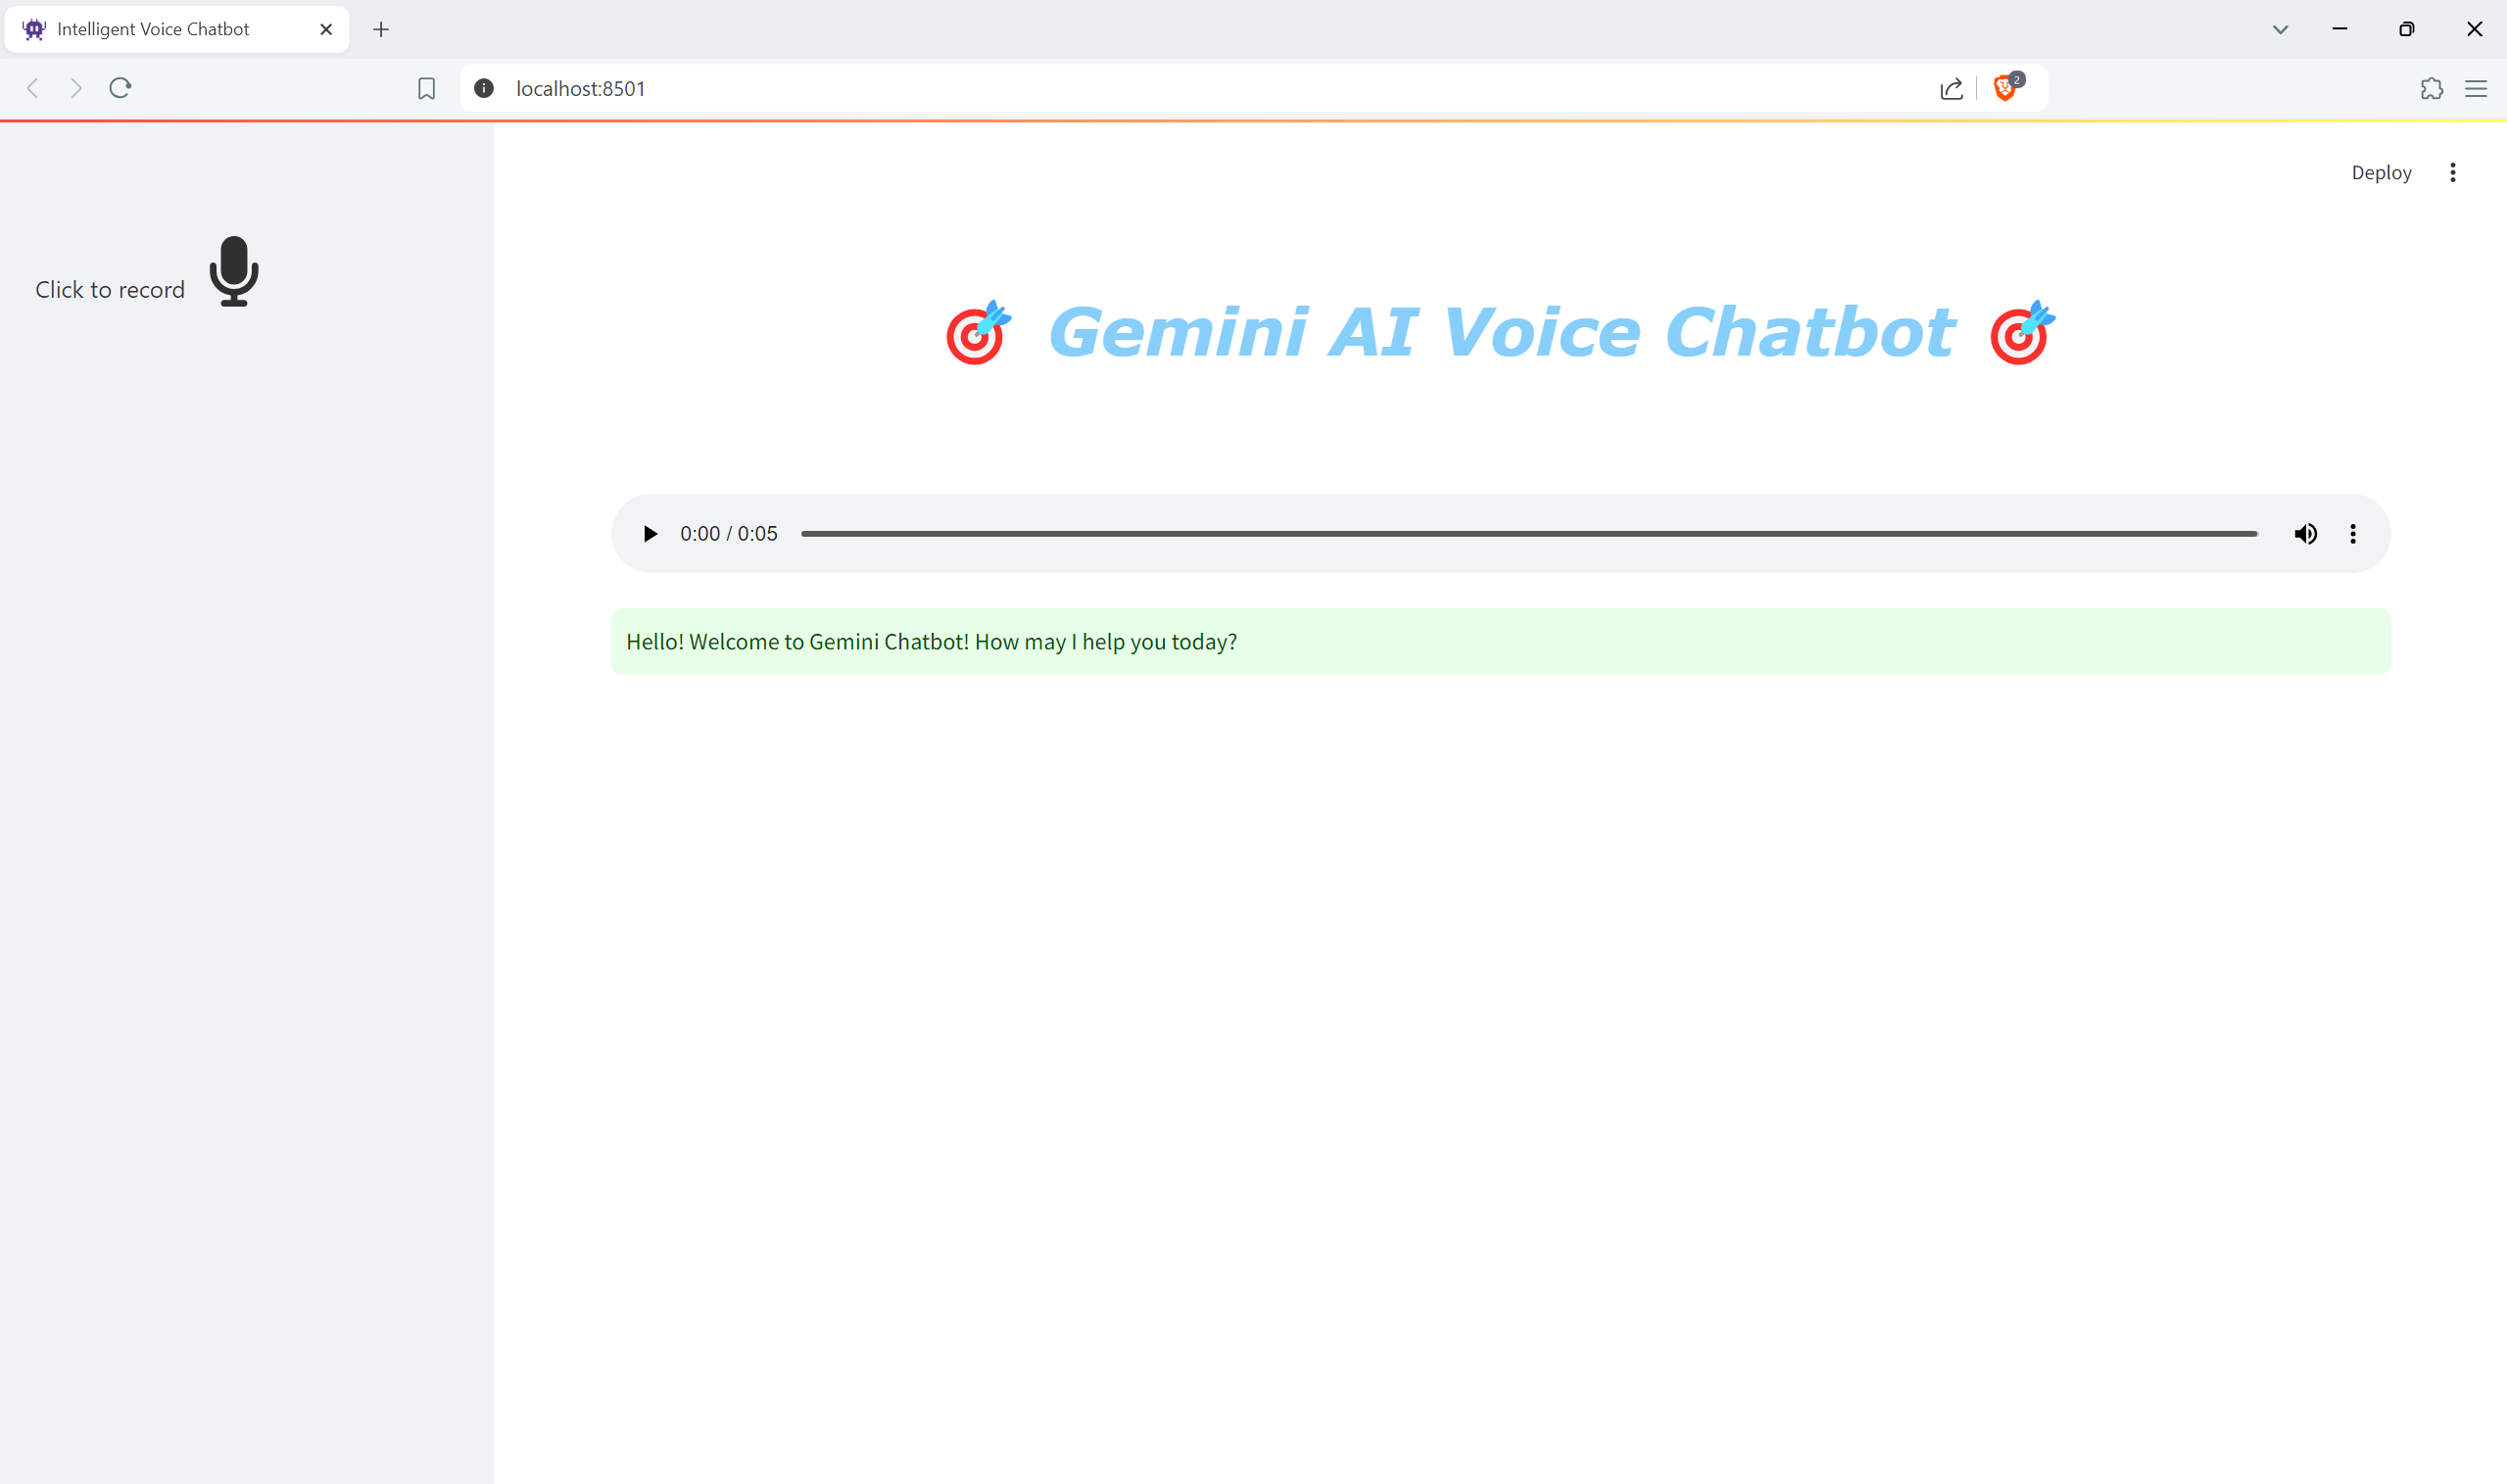 Intelligent Voice Chatbot
localhost:8501
2
Deploy
Click to record
Gemini AI Voice Chatbot
0:00 / 0:05
Hello! Welcome to Gemini Chatbot! How may I help you today?